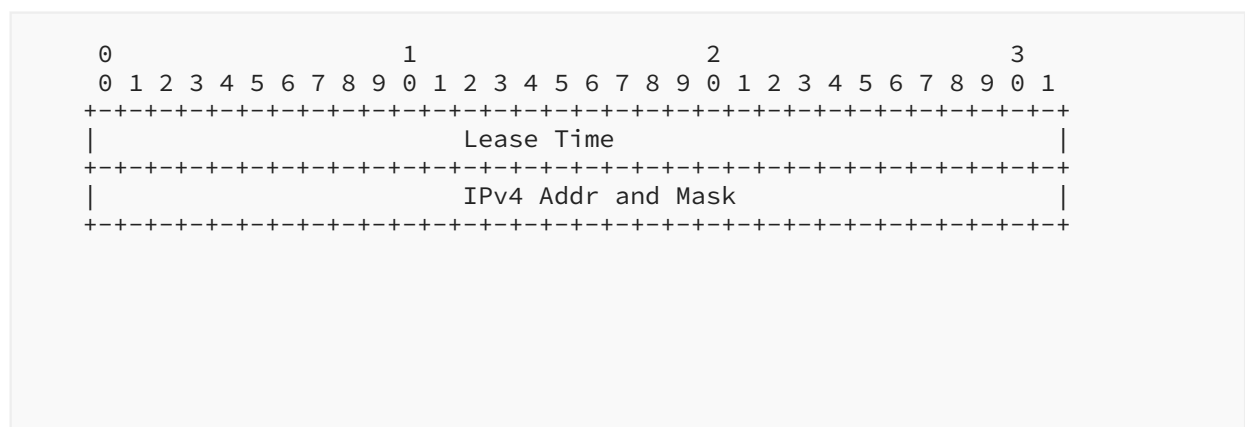 0                   1                   2                   3
 0 1 2 3 4 5 6 7 8 9 0 1 2 3 4 5 6 7 8 9 0 1 2 3 4 5 6 7 8 9 0 1
+-+-+-+-+-+-+-+-+-+-+-+-+-+-+-+-+-+-+-+-+-+-+-+-+-+-+-+-+-+-+-+-+
|                        Lease Time                             |
+-+-+-+-+-+-+-+-+-+-+-+-+-+-+-+-+-+-+-+-+-+-+-+-+-+-+-+-+-+-+-+-+
|                        IPv4 Addr and Mask                     |
+-+-+-+-+-+-+-+-+-+-+-+-+-+-+-+-+-+-+-+-+-+-+-+-+-+-+-+-+-+-+-+-+